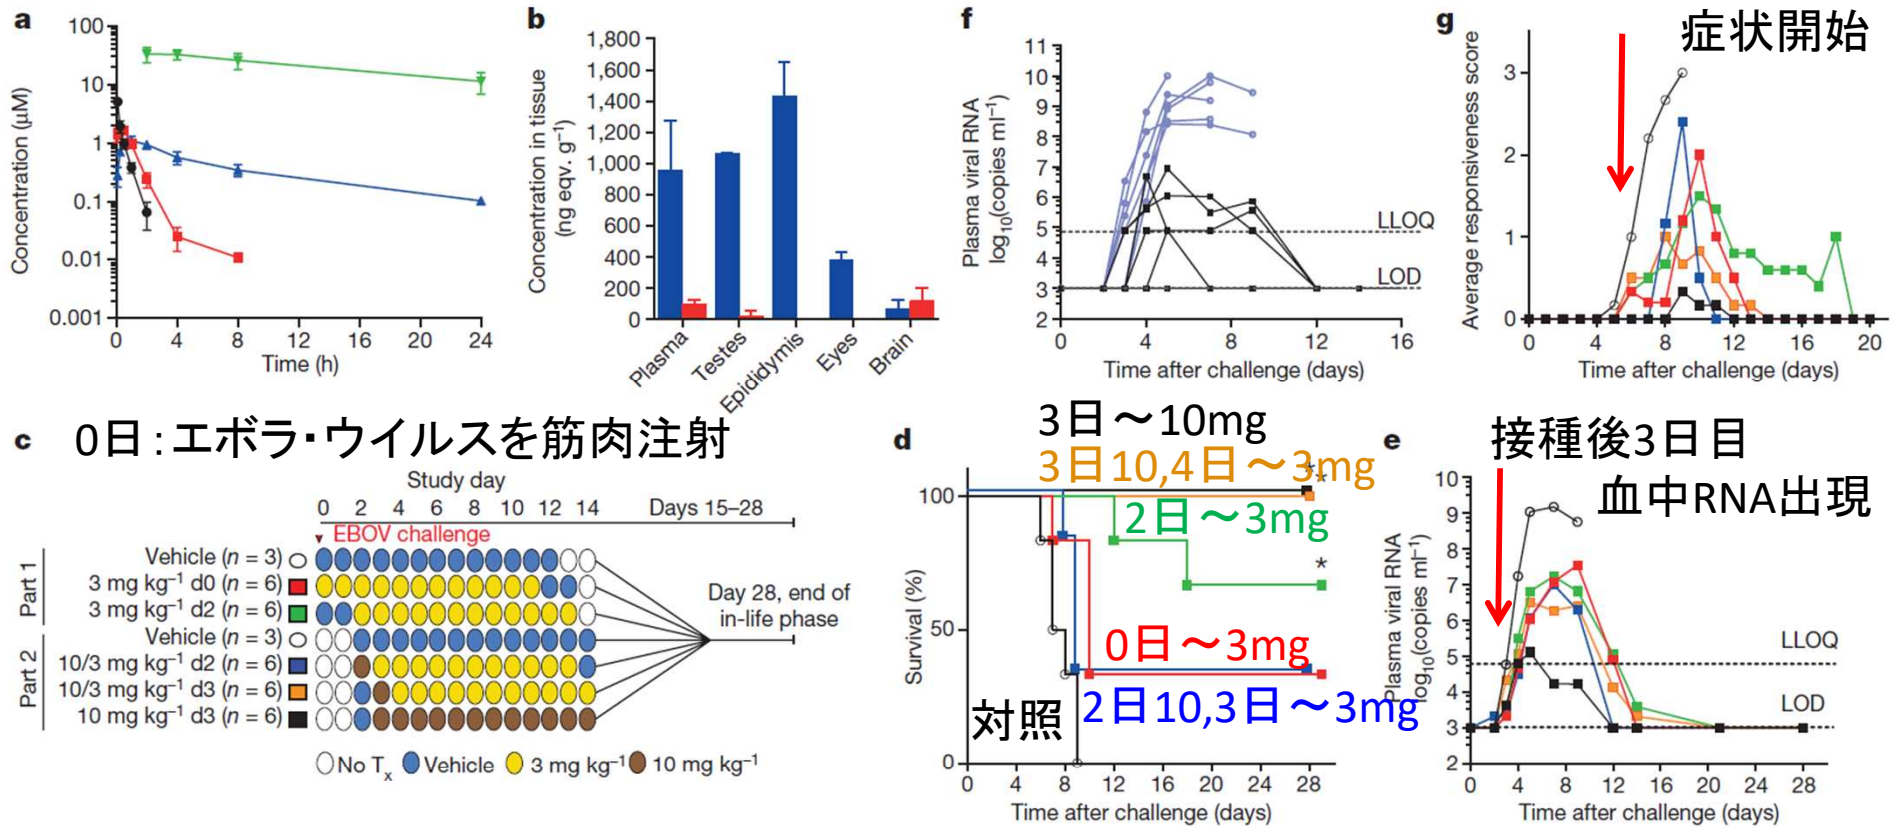 a
Concentration (µM)
100
10
1
0.1
0.01
0.001
0 4 8 12 16 20 24
Time (h)
b
Concentration in tissue
(ng eqv. g⁻¹)
1,800
1,600
1,400
1,200
1,000
800
600
400
200
0
Plasma
Testes
Epididymis
Eyes
Brain
f
Plasma viral RNA
log₁₀(copies ml⁻¹)
11
10
9
8
7
6
5
4
3
2
LLOQ
LOD
0 4 8 12 16
Time after challenge (days)
g
症状開始
Average responsiveness score
3
2
1
0
0 4 8 12 16 20
Time after challenge (days)
c
0日：エボラ・ウイルスを筋肉注射
Study day
0 2 4 6 8 10 12 14
Days 15–28
EBOV challenge
Part 1
Vehicle (n = 3)
3 mg kg⁻¹ d0 (n = 6)
3 mg kg⁻¹ d2 (n = 6)
Part 2
Vehicle (n = 3)
10/3 mg kg⁻¹ d2 (n = 6)
10/3 mg kg⁻¹ d3 (n = 6)
10 mg kg⁻¹ d3 (n = 6)
Day 28, end of
in-life phase
No Tₓ Vehicle 3 mg kg⁻¹ 10 mg kg⁻¹
d
3日～10mg
3日10,4日～3mg
2日～3mg
0日～3mg
2日10,3日～3mg
対照
* *
*
Survival (%)
100
50
0
0 4 8 12 16 20 24 28
Time after challenge (days)
e
接種後3日目
血中RNA出現
Plasma viral RNA
log₁₀(copies ml⁻¹)
10
9
8
7
6
5
4
3
2
LLOQ
LOD
0 4 8 12 16 20 24 28
Time after challenge (days)